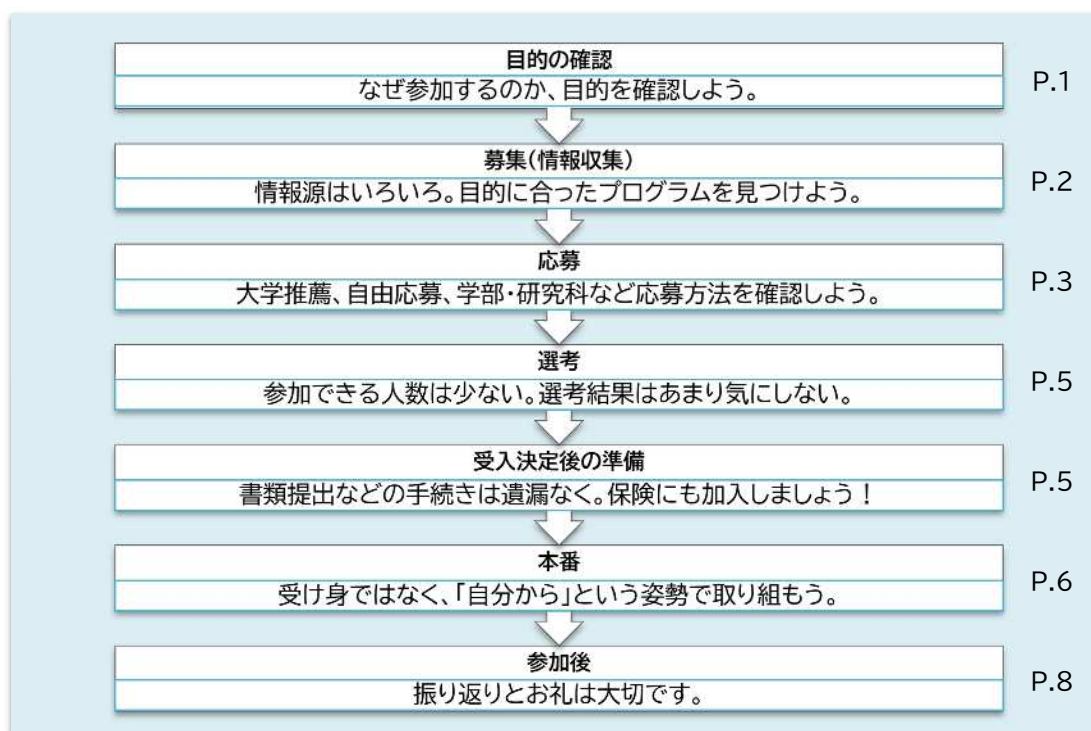 目的の確認
なぜ参加するのか、目的を確認しよう。
P.1
募集(情報収集)
情報源はいろいろ。目的に合ったプログラムを見つけよう。
P.2
応募
大学推薦、自由応募、学部・研究科など応募方法を確認しよう。
P.3
選考
参加できる人数は少ない。選考結果はあまり気にしない。
P.5
受入決定後の準備
書類提出などの手続きは遺漏なく。保険にも加入しましょう!
P.5
本番
受け身ではなく、「自分から」という姿勢で取り組もう。
P.6
参加後
振り返りとお礼は大切です。
P.8